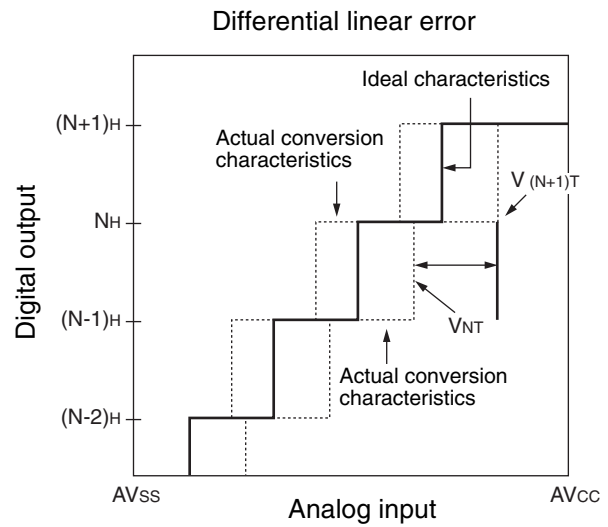 Differential linear error
Ideal characteristics
(N+1)H
Actual conversion
characteristics
V (N+1)T
NH
Digital output
(N-1)H
VNT
Actual conversion
characteristics
(N-2)H
AVSS
Analog input
AVCC